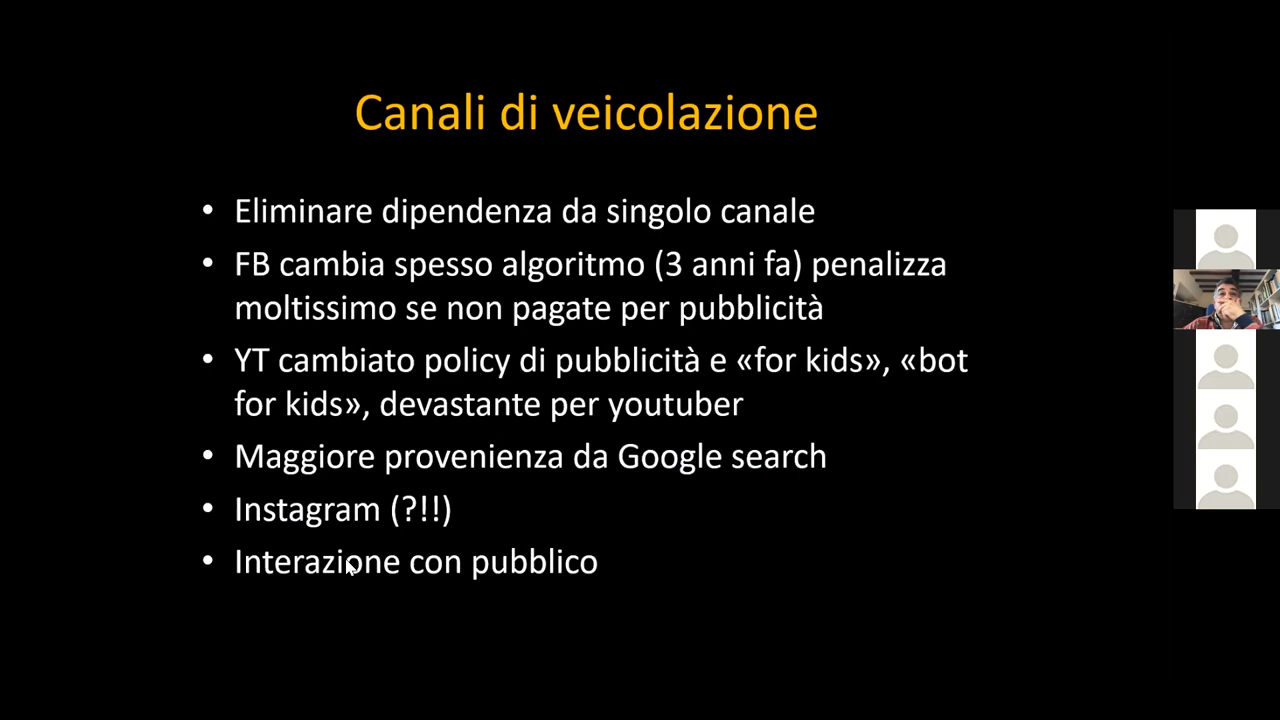 Canali di veicolazione
• Eliminare dipendenza da singolo canale
• FB cambia spesso algoritmo (3 anni fa) penalizza
moltissimo se non pagate per pubblicità
• YT cambiato policy di pubblicità e «for kids», «bot
for kids», devastante per youtuber
• Maggiore provenienza da Google search
• Instagram (?!!)
• Interazione con pubblico